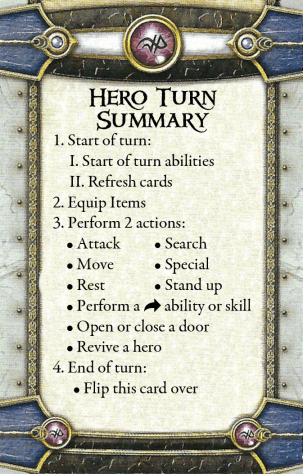 Hero Turn
Summary
1. Start of turn:
I. Start of turn abilities
II. Refresh cards
2. Equip Items
3. Perform 2 actions:
• Attack • Search
• Move • Special
• Rest • Stand up
• Perform a ability or skill
• Open or close a door
• Revive a hero
4. End of turn:
• Flip this card over